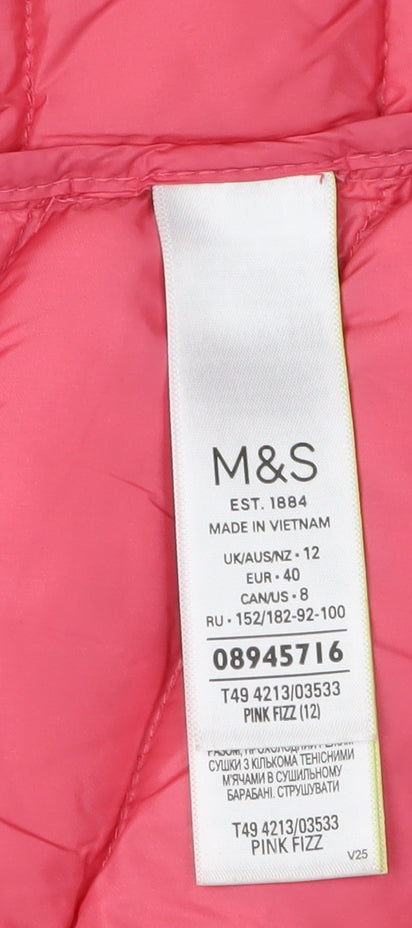 M&S
EST. 1884
MADE IN VIETNAM
UK/AUS/NZ • 12
EUR • 40
CAN/US • 8
RU • 152/182-92-100
08945716
T49 4213/03533
PINK FIZZ (12)
СУШКИ З КІЛЬКОМА ТЕНІСНИМИ
М'ЯЧАМИ В СУШИЛЬНОМУ
БАРАБАНІ. СТРУШУВАТИ
T49 4213/03533
PINK FIZZ
V25